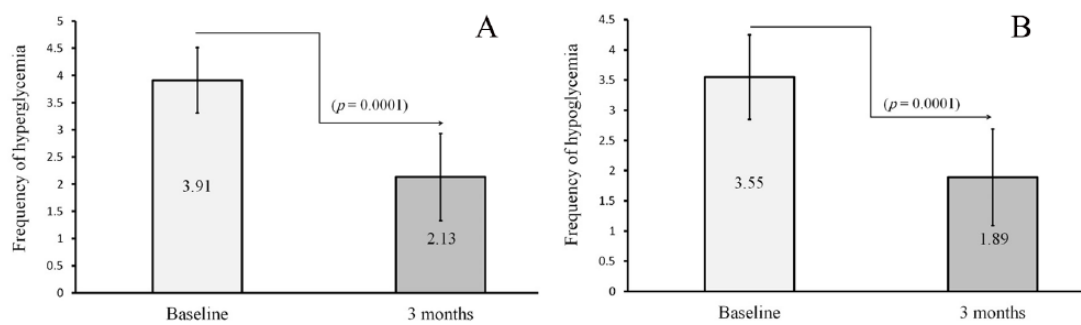 A
Frequency of hyperglycemia
5
4.5
4
3.5
3
2.5
2
1.5
1
0.5
0
(p = 0.0001)
3.91
2.13
Baseline
3 months
B
Frequency of hypoglycemia
4.5
4
3.5
3
2.5
2
1.5
1
0.5
0
(p = 0.0001)
3.55
1.89
Baseline
3 months